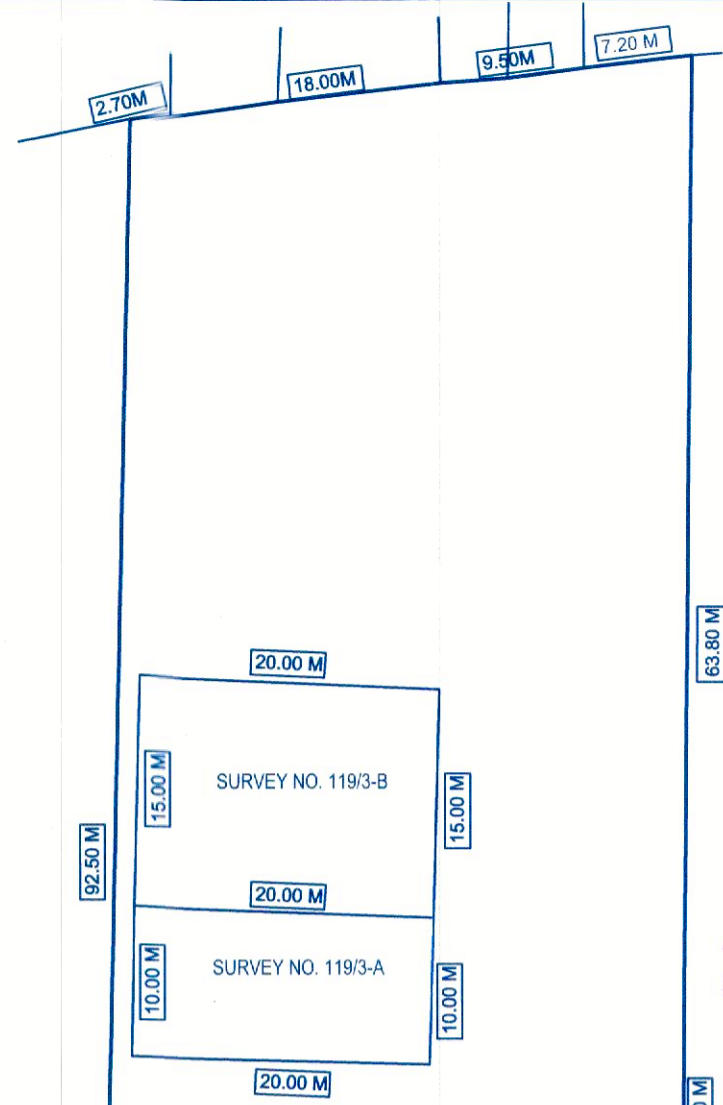 2.70M
18.00M
9.50M
7.20 M
63.80 M
20.00 M
15.00 M
SURVEY NO. 119/3-B
15.00 M
92.50 M
20.00 M
10.00 M
SURVEY NO. 119/3-A
10.00 M
20.00 M